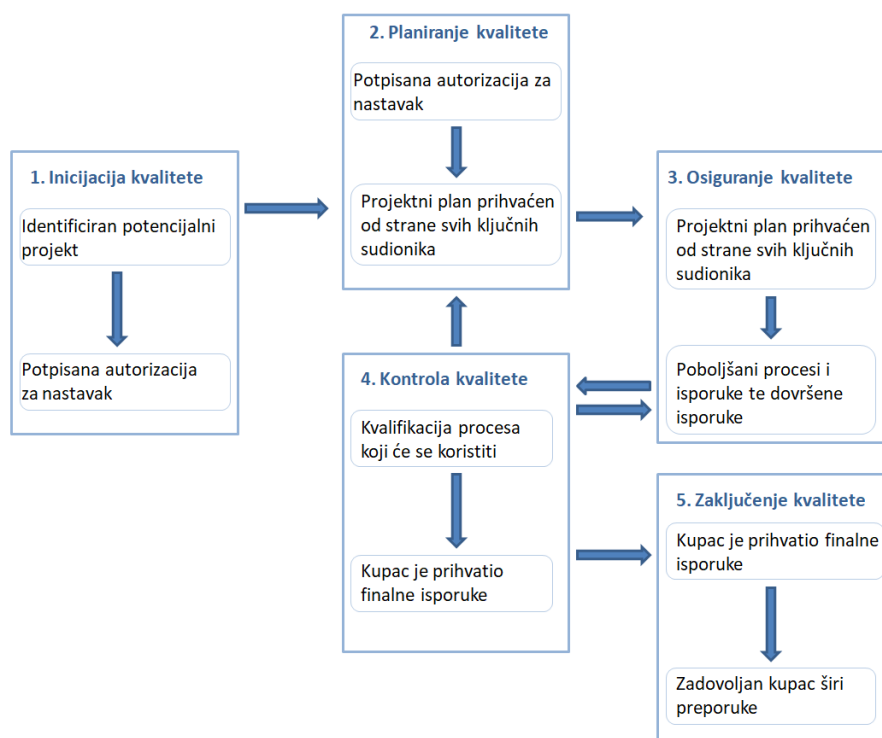 1. Inicijacija kvalitete
Identificiran potencijalni
projekt
Potpisana autorizacija
za nastavak
2. Planiranje kvalitete
Potpisana autorizacija za
nastavak
Projektni plan prihvaćen
od strane svih ključnih
sudionika
3. Osiguranje kvalitete
Projektni plan prihvaćen
od strane svih ključnih
sudionika
Poboljšani procesi i
isporuke te dovršene
isporuke
4. Kontrola kvalitete
Kvalifikacija procesa
koji će se koristiti
Kupac je prihvatio
finalne isporuke
5. Zaključenje kvalitete
Kupac je prihvatio finalne
isporuke
Zadovoljan kupac širi
preporuke